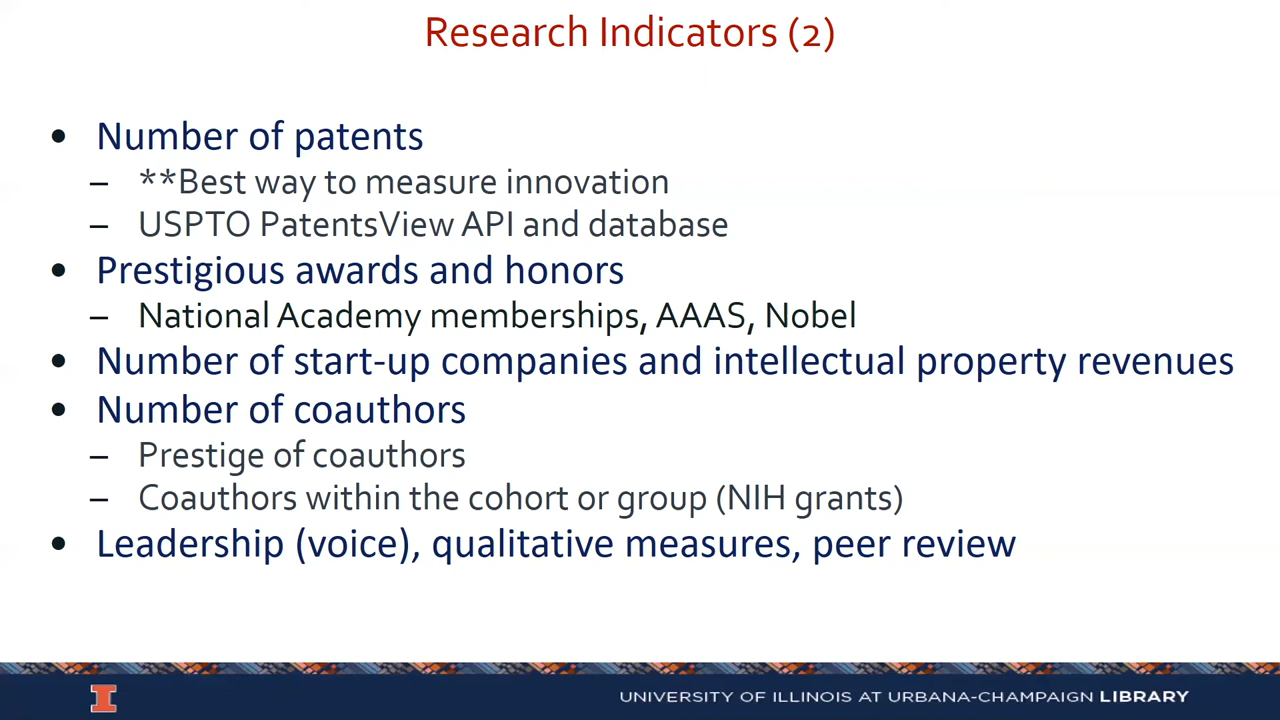 Research Indicators (2)
• Number of patents
– **Best way to measure innovation
– USPTO PatentsView API and database
• Prestigious awards and honors
– National Academy memberships, AAAS, Nobel
• Number of start-up companies and intellectual property revenues
• Number of coauthors
– Prestige of coauthors
– Coauthors within the cohort or group (NIH grants)
• Leadership (voice), qualitative measures, peer review
I
UNIVERSITY OF ILLINOIS AT URBANA-CHAMPAIGN LIBRARY